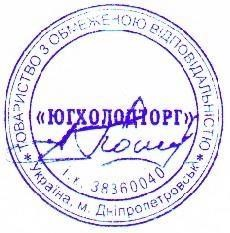 ТОВАРИСТВО З ОБМЕЖЕНОЮ ВІДПОВІДАЛЬНІСТЮ
«ЮГХОЛОДТОРГ»
і.к. 38360040
* Україна, м. Дніпропетровськ *